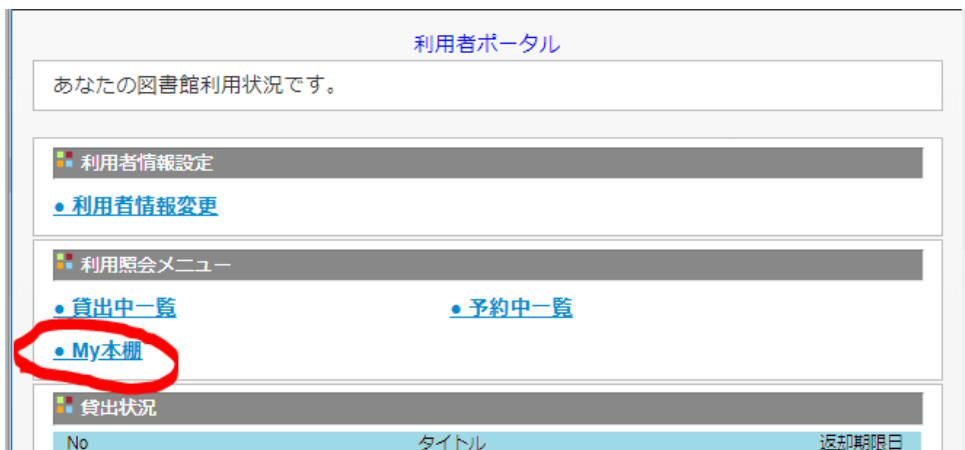 利用者ポータル
あなたの図書館利用状況です。
利用者情報設定
• 利用者情報変更
利用照会メニュー
• 貸出中一覧 • 予約中一覧
• My本棚
貸出状況
No タイトル 返却期限日